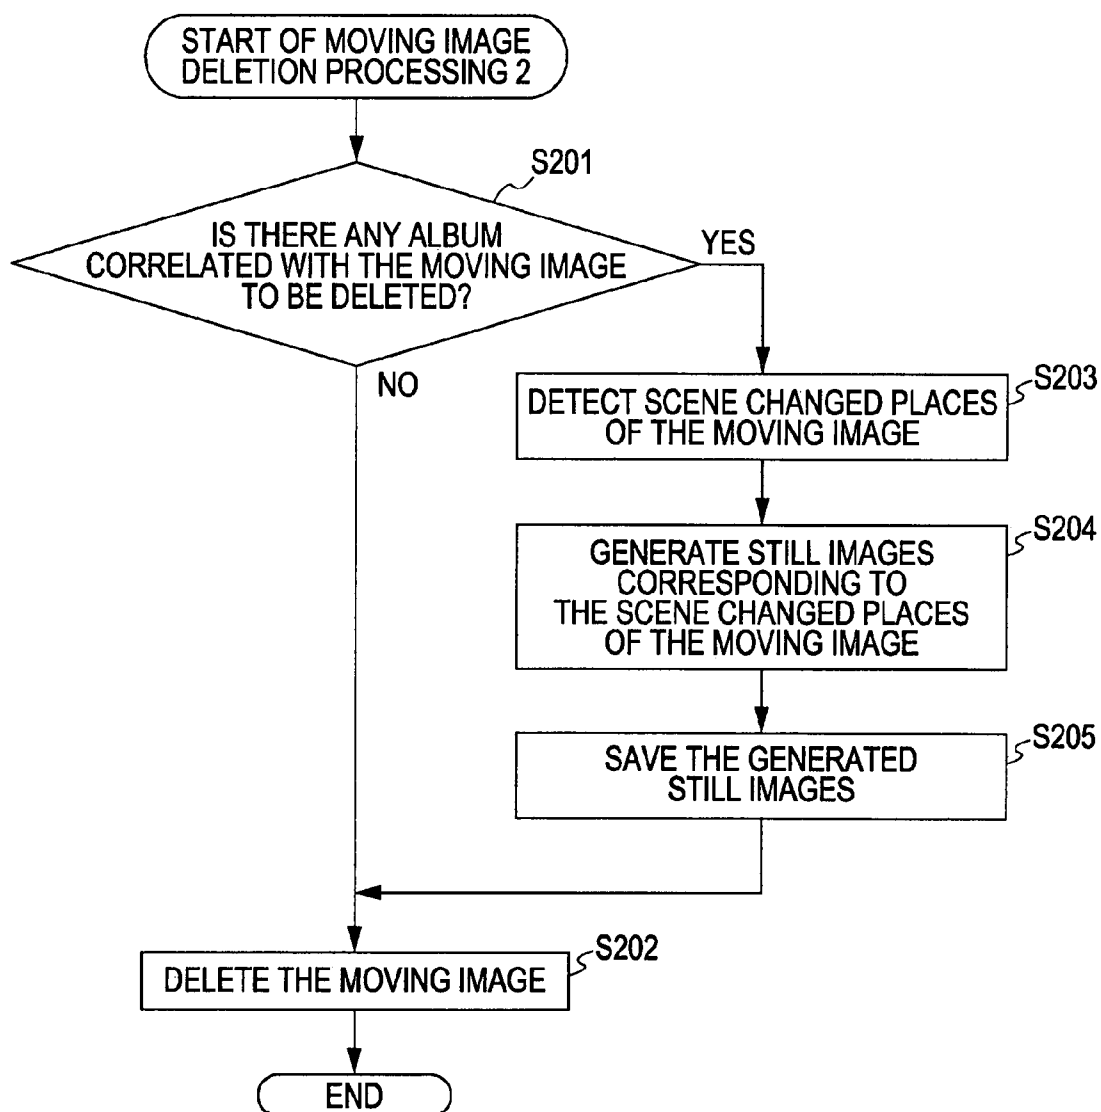 START OF MOVING IMAGE
DELETION PROCESSING 2
S201
IS THERE ANY ALBUM
CORRELATED WITH THE MOVING IMAGE
TO BE DELETED?
YES
NO
S203
DETECT SCENE CHANGED PLACES
OF THE MOVING IMAGE
S204
GENERATE STILL IMAGES
CORRESPONDING TO
THE SCENE CHANGED PLACES
OF THE MOVING IMAGE
S205
SAVE THE GENERATED
STILL IMAGES
S202
DELETE THE MOVING IMAGE
END